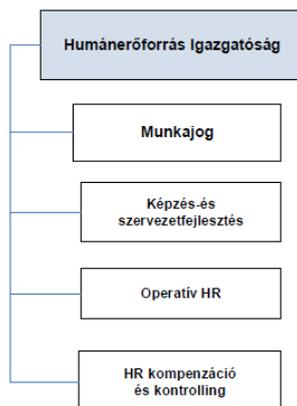 Humánerőforrás Igazgatóság
Munkajog
Képzés-és
szervezetfejlesztés
Operatív HR
HR kompenzáció
és kontrolling